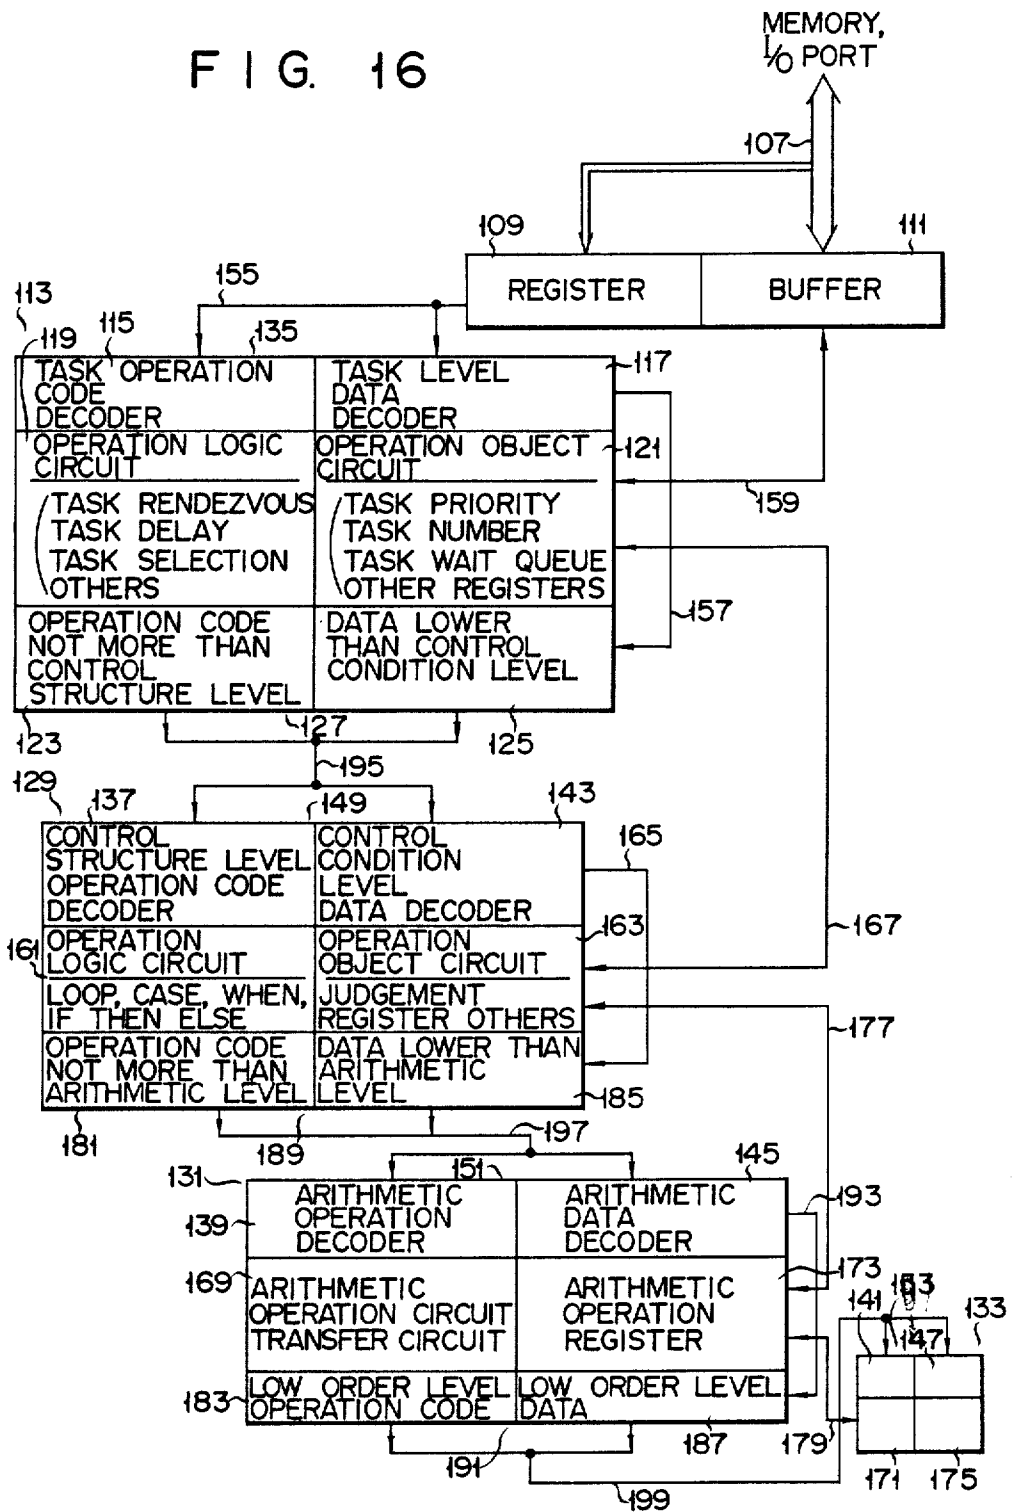 FIG. 16
MEMORY,
I/O PORT
107
109
111
REGISTER
BUFFER
155
113
115
135
119
117
TASK OPERATION
CODE
DECODER
TASK LEVEL
DATA
DECODER
OPERATION LOGIC
CIRCUIT
OPERATION OBJECT
CIRCUIT
121
159
TASK RENDEZVOUS
TASK DELAY
TASK SELECTION
OTHERS
TASK PRIORITY
TASK NUMBER
TASK WAIT QUEUE
OTHER REGISTERS
157
OPERATION CODE
NOT MORE THAN
CONTROL
STRUCTURE LEVEL
DATA LOWER
THAN CONTROL
CONDITION LEVEL
123
127
125
195
129
137
149
143
CONTROL
STRUCTURE LEVEL
OPERATION CODE
DECODER
CONTROL
CONDITION
LEVEL
DATA DECODER
165
161
OPERATION
LOGIC CIRCUIT
OPERATION
OBJECT CIRCUIT
163
167
LOOP, CASE, WHEN,
IF THEN ELSE
JUDGEMENT
REGISTER OTHERS
177
OPERATION CODE
NOT MORE THAN
ARITHMETIC LEVEL
DATA LOWER THAN
ARITHMETIC
LEVEL
185
181
189
197
131
151
145
139
ARITHMETIC
OPERATION
DECODER
ARITHMETIC
DATA
DECODER
193
169
ARITHMETIC
OPERATION CIRCUIT
TRANSFER CIRCUIT
ARITHMETIC
OPERATION
REGISTER
173
153
141
147
133
183
LOW ORDER LEVEL
OPERATION CODE
LOW ORDER LEVEL
DATA
187
179
191
171
175
199